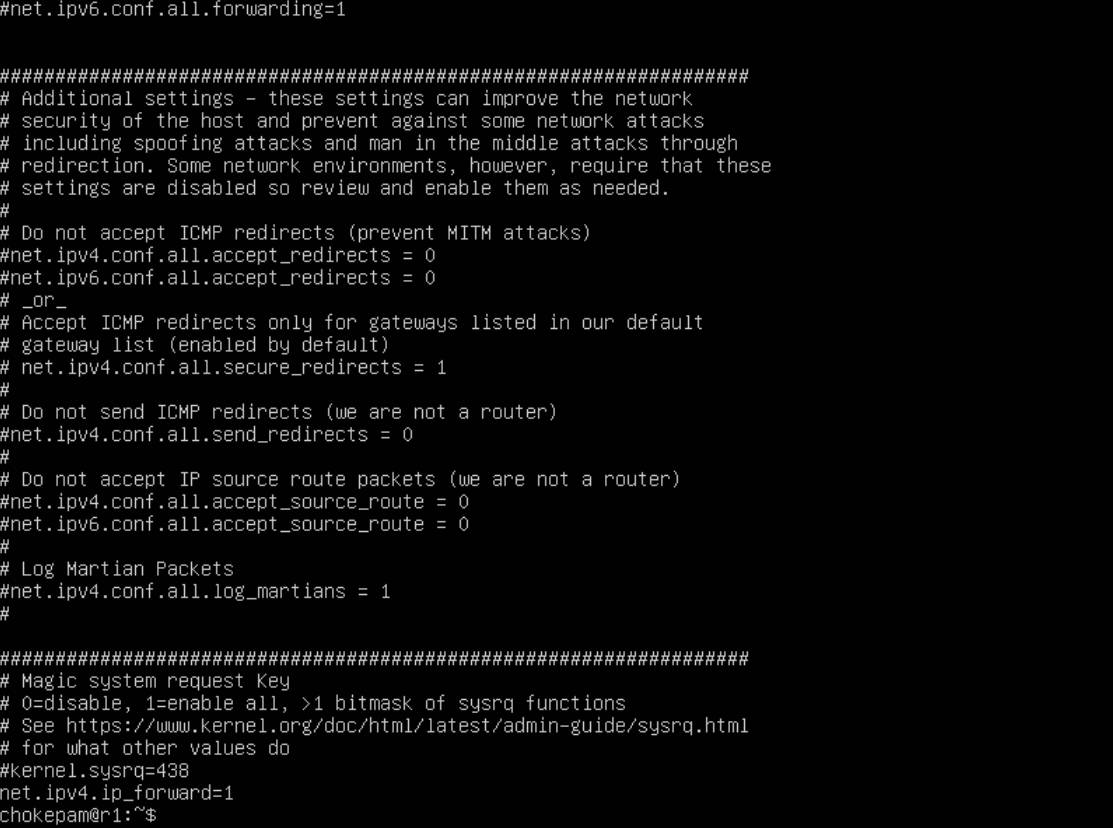 #net.ipv6.conf.all.forwarding=1
###################################################################
# Additional settings – these settings can improve the network
# security of the host and prevent against some network attacks
# including spoofing attacks and man in the middle attacks through
# redirection. Some network environments, however, require that these
# settings are disabled so review and enable them as needed.
#
# Do not accept ICMP redirects (prevent MITM attacks)
#net.ipv4.conf.all.accept_redirects = 0
#net.ipv6.conf.all.accept_redirects = 0
# _or_
# Accept ICMP redirects only for gateways listed in our default
# gateway list (enabled by default)
# net.ipv4.conf.all.secure_redirects = 1
#
# Do not send ICMP redirects (we are not a router)
#net.ipv4.conf.all.send_redirects = 0
#
# Do not accept IP source route packets (we are not a router)
#net.ipv4.conf.all.accept_source_route = 0
#net.ipv6.conf.all.accept_source_route = 0
#
# Log Martian Packets
#net.ipv4.conf.all.log_martians = 1
#
###################################################################
# Magic system request Key
# 0=disable, 1=enable all, >1 bitmask of sysrq functions
# See https://www.kernel.org/doc/html/latest/admin-guide/sysrq.html
# for what other values do
#kernel.sysrq=438
net.ipv4.ip_forward=1
chokepam@r1:~$